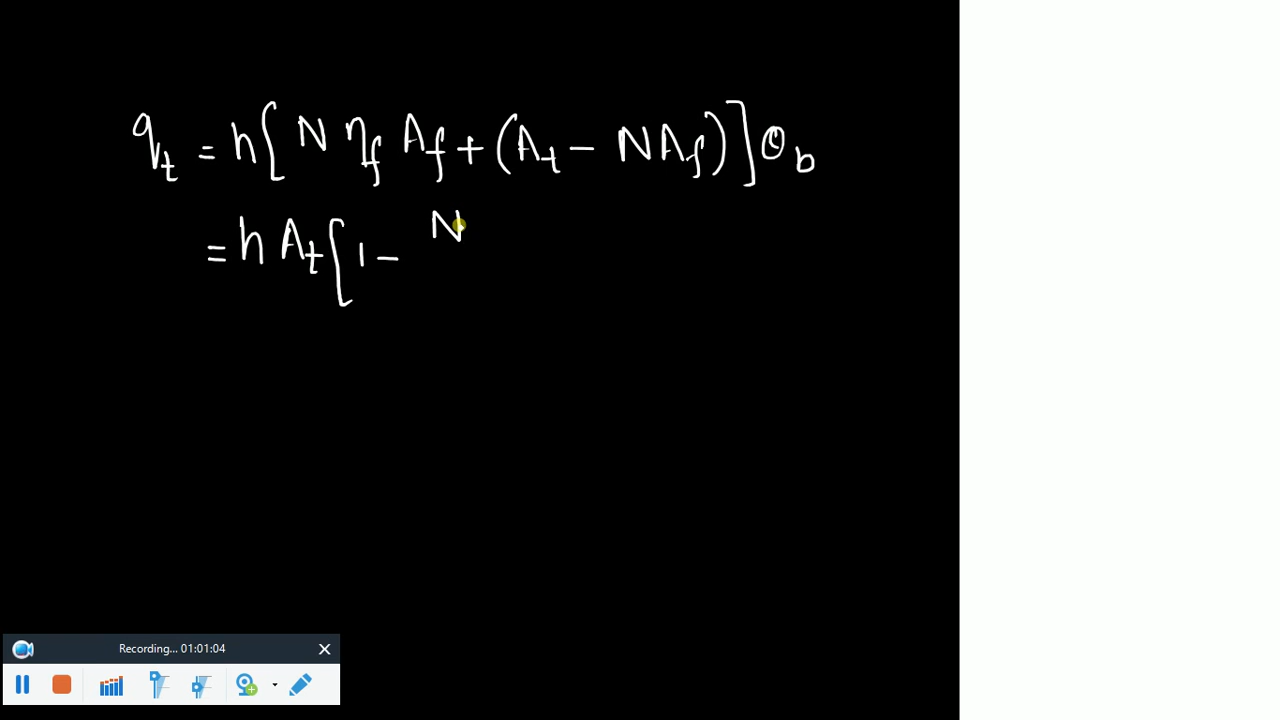 q_t = h[N η_f A_f + (A_t − N A_f)]Θ_b
= h A_t [1 − N
Recording... 01:01:04